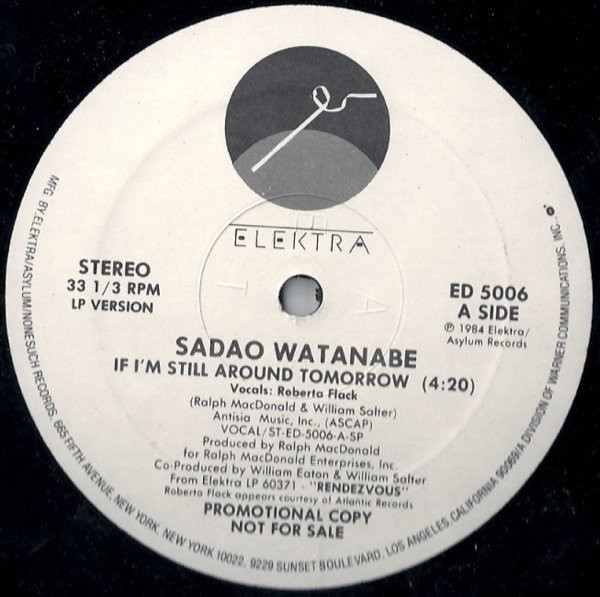 ELEKTRA
STEREO
33 1/3 RPM
LP VERSION
ED 5006
A SIDE
℗ 1984 Elektra/
Asylum Records
SADAO WATANABE
IF I'M STILL AROUND TOMORROW (4:20)
Vocals: Roberta Flack
(Ralph MacDonald & William Salter)
Antisia Music, Inc., (ASCAP)
VOCAL/ST-ED-5006-A-SP
Produced by Ralph MacDonald
for Ralph MacDonald Enterprises, Inc.
Co-Produced by William Eaton & William Salter
From Elektra LP 60371 - "RENDEZVOUS"
Roberta Flack appears courtesy of Atlantic Records
PROMOTIONAL COPY
NOT FOR SALE
MFG. BY ELEKTRA/ASYLUM/NONESUCH RECORDS, 665 FIFTH AVENUE, NEW YORK, NEW YORK 10022, 9229 SUNSET BOULEVARD, LOS ANGELES, CALIFORNIA 90069/A DIVISION OF WARNER COMMUNICATIONS, INC.